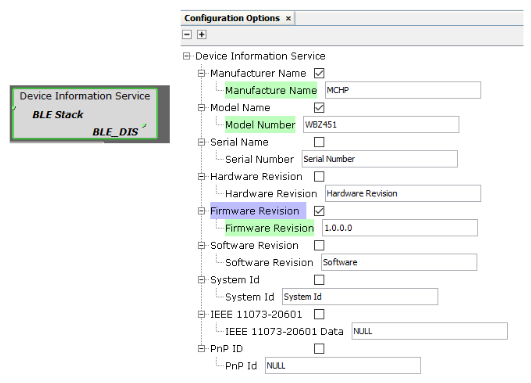 Device Information Service
BLE Stack
BLE_DIS
Configuration Options ×
Device Information Service
Manufacturer Name
Manufacture Name MCHP
Model Name
Model Number WBZ451
Serial Name
Serial Number Serial Number
Hardware Revision
Hardware Revision Hardware Revision
Firmware Revision
Firmware Revision 1.0.0.0
Software Revision
Software Revision Software
System Id
System Id System Id
IEEE 11073-20601
IEEE 11073-20601 Data NULL
PnP ID
PnP Id NULL